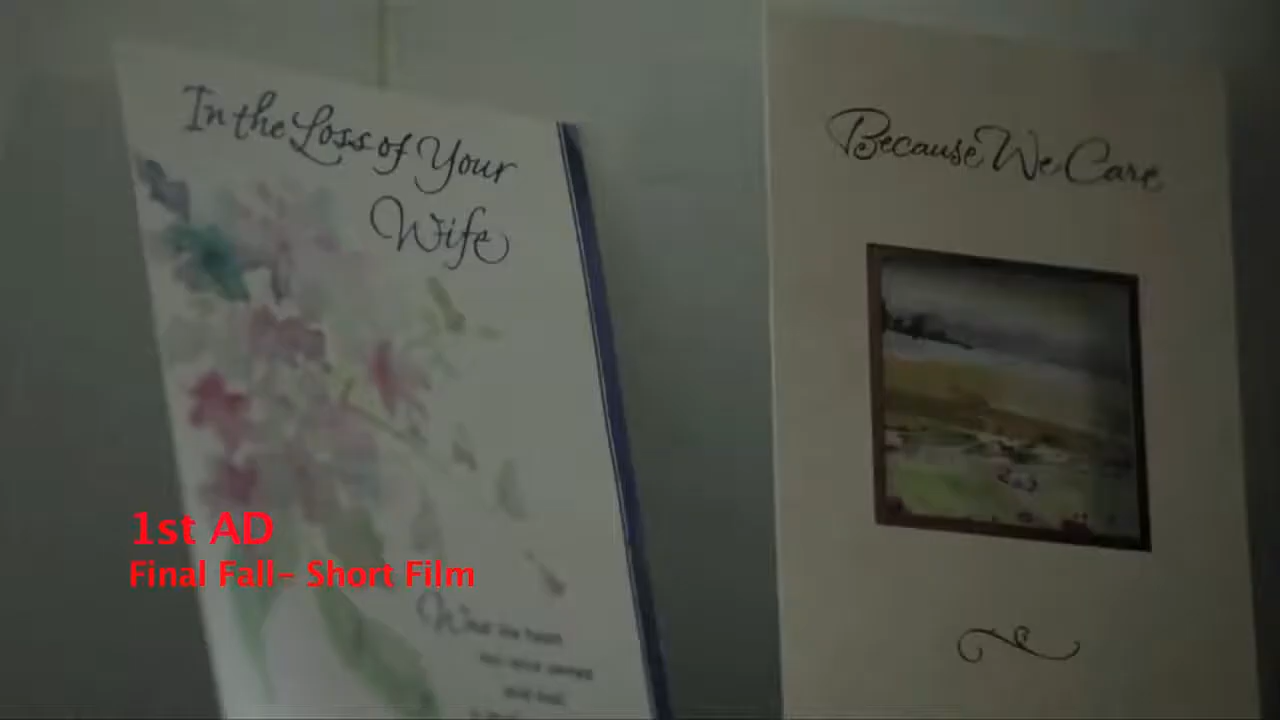 In the Loss of Your
Wife
Because We Care
1st AD
Final Fall- Short Film